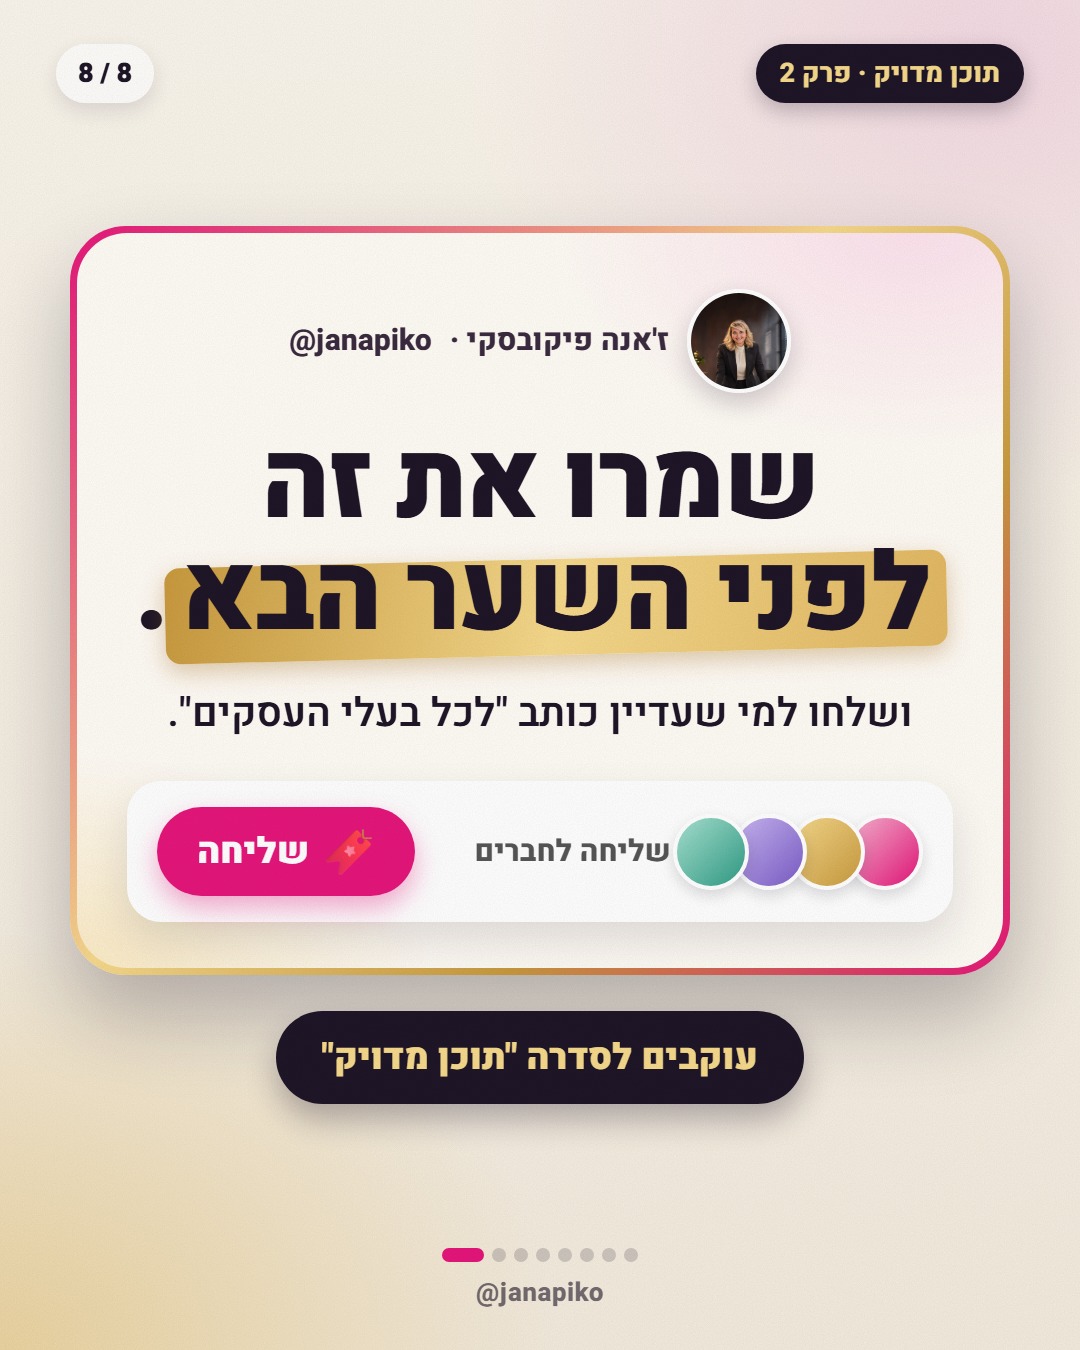 תוכן מדויק · פרק 2
8 / 8
ז'אנה פיקובסקי · @janapiko
שמרו את זה
לפני השער הבא.
ושלחו למי שעדיין כותב "לכל בעלי העסקים".
שליחה לחברים
שליחה
עוקבים לסדרה "תוכן מדויק"
@janapiko